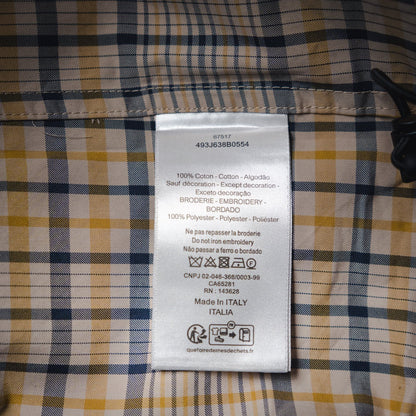 67517
493J638B0554
100% Coton - Cotton - Algodão
Sauf décoration - Except decoration -
Exceto decoração
BRODERIE - EMBROIDERY -
BORDADO
100% Polyester - Polyester - Poliéster
Ne pas repasser la broderie
Do not iron embroidery
Não passar a ferro o bordado
CNPJ 02-046-368/0003-99
CA65281
RN : 143628
Made In ITALY
ITALIA
quefairedemesdechets.fr